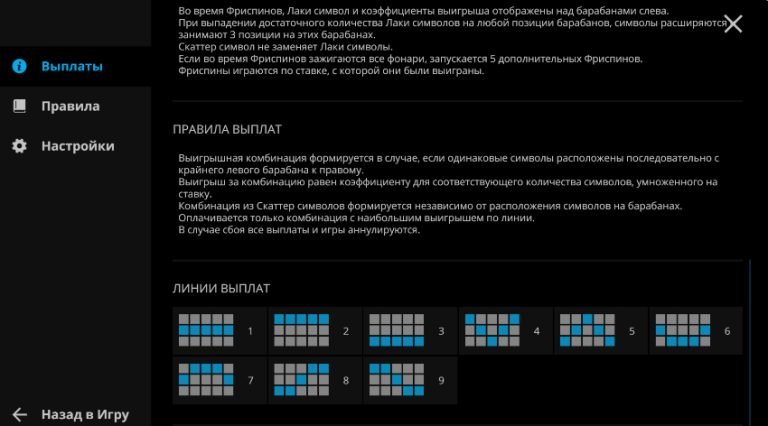 Во время Фриспинов, Лаки символ и коэффициенты выигрыша отображены над барабанами слева.
При выпадении достаточного количества Лаки символов на любой позиции барабанов, символы расширяются
занимают 3 позиции на этих барабанах.
Скаттер символ не заменяет Лаки символы.
Если во время Фриспинов зажигаются все фонари, запускается 5 дополнительных Фриспинов.
Фриспины играются по ставке, с которой они были выиграны.
Выплаты
Правила
Настройки
ПРАВИЛА ВЫПЛАТ
Выигрышная комбинация формируется в случае, если одинаковые символы расположены последовательно с
крайнего левого барабана к правому.
Выигрыш за комбинацию равен коэффициенту для соответствующего количества символов, умноженного на
ставку.
Комбинация из Скаттер символов формируется независимо от расположения символов на барабанах.
Оплачивается только комбинация с наибольшим выигрышем по линии.
В случае сбоя все выплаты и игры аннулируются.
ЛИНИИ ВЫПЛАТ
1 2 3 4 5 6
7 8 9
Назад в Игру